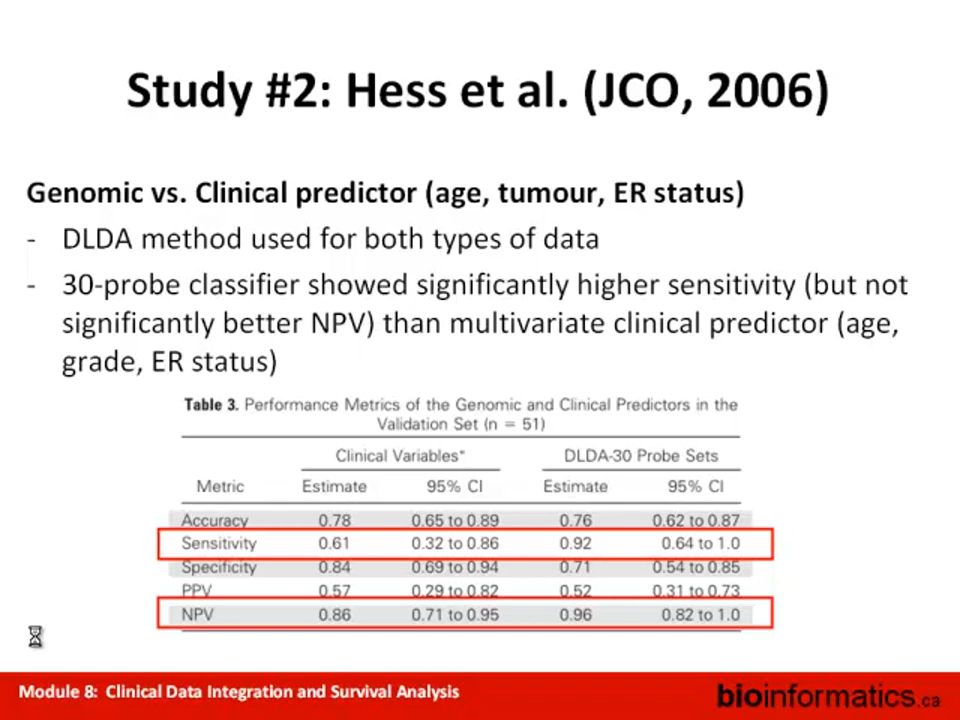 Study #2: Hess et al. (JCO, 2006)
Genomic vs. Clinical predictor (age, tumour, ER status)
- DLDA method used for both types of data
- 30-probe classifier showed significantly higher sensitivity (but not
significantly better NPV) than multivariate clinical predictor (age,
grade, ER status)
Table 3. Performance Metrics of the Genomic and Clinical Predictors in the
Validation Set (n = 51)
Clinical Variables* DLDA-30 Probe Sets
Metric Estimate 95% CI Estimate 95% CI
Accuracy 0.78 0.65 to 0.89 0.76 0.62 to 0.87
Sensitivity 0.61 0.32 to 0.86 0.92 0.64 to 1.0
Specificity 0.84 0.69 to 0.94 0.71 0.54 to 0.85
PPV 0.57 0.29 to 0.82 0.52 0.31 to 0.73
NPV 0.86 0.71 to 0.95 0.96 0.82 to 1.0
Module 8: Clinical Data Integration and Survival Analysis
bioinformatics.ca